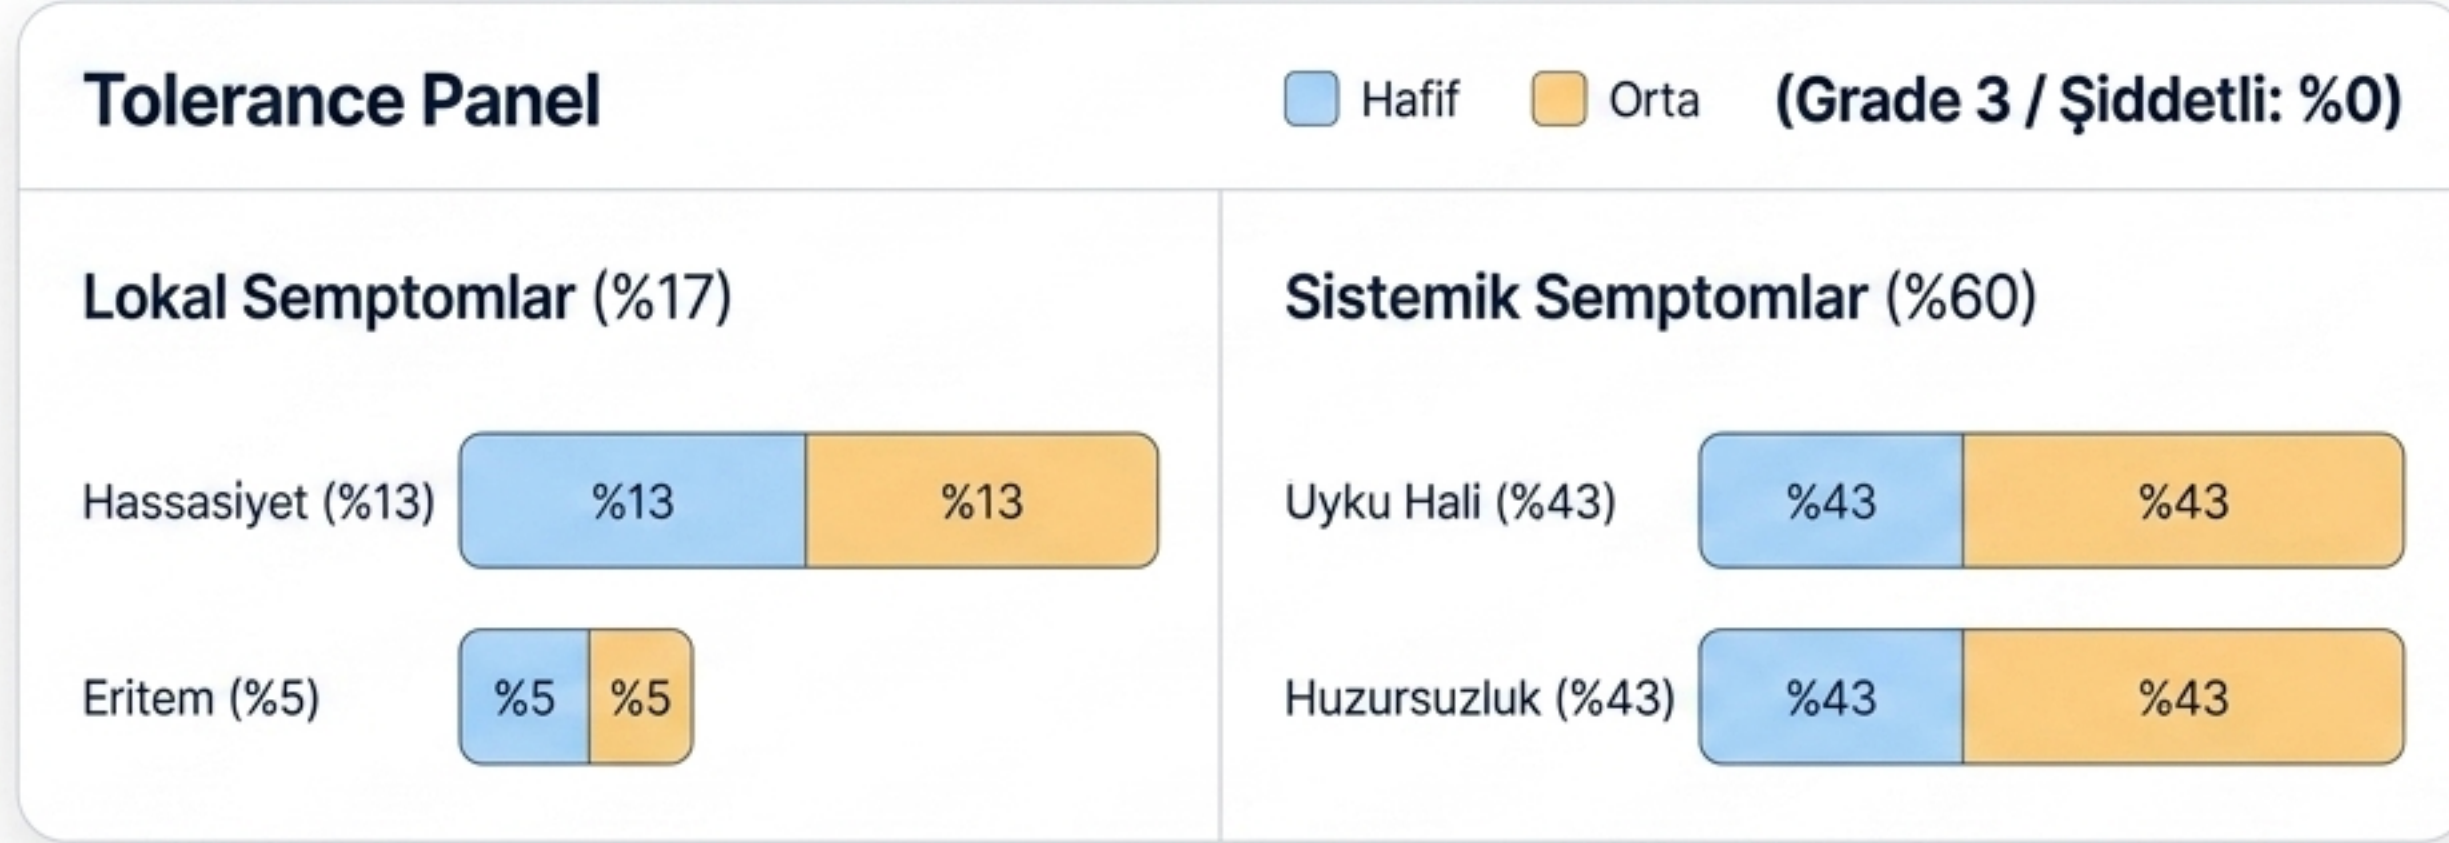 Tolerance Panel
Hafif
Orta
(Grade 3 / Şiddetli: %0)
Lokal Semptomlar (%17)
Hassasiyet (%13)
%13
%13
Eritem (%5)
%5
%5
Sistemik Semptomlar (%60)
Uyku Hali (%43)
%43
%43
Huzursuzluk (%43)
%43
%43